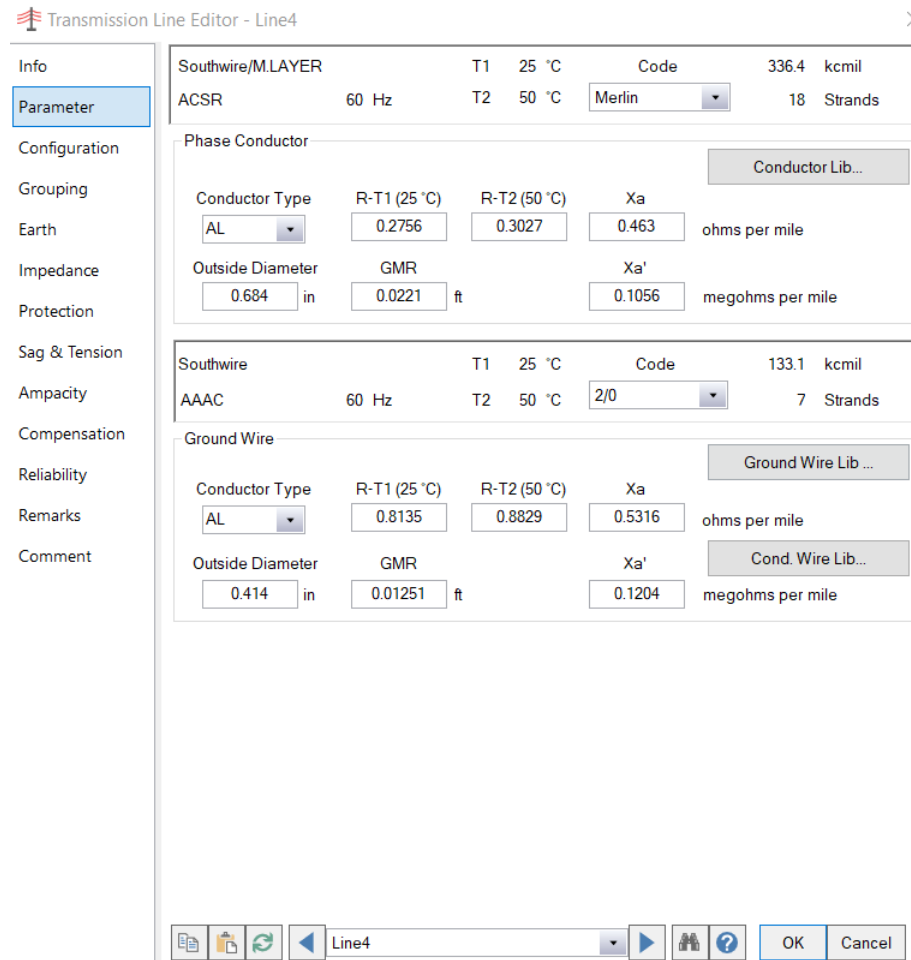 Transmission Line Editor - Line4
Info
Parameter
Configuration
Grouping
Earth
Impedance
Protection
Sag & Tension
Ampacity
Compensation
Reliability
Remarks
Comment
Southwire/M.LAYER T1 25 °C Code 336.4 kcmil
ACSR 60 Hz T2 50 °C Merlin 18 Strands
Phase Conductor
Conductor Lib...
Conductor Type R-T1 (25 °C) R-T2 (50 °C) Xa
AL 0.2756 0.3027 0.463 ohms per mile
Outside Diameter GMR Xa'
0.684 in 0.0221 ft 0.1056 megohms per mile
Southwire T1 25 °C Code 133.1 kcmil
AAAC 60 Hz T2 50 °C 2/0 7 Strands
Ground Wire
Ground Wire Lib ...
Conductor Type R-T1 (25 °C) R-T2 (50 °C) Xa
AL 0.8135 0.8829 0.5316 ohms per mile
Cond. Wire Lib...
Outside Diameter GMR Xa'
0.414 in 0.01251 ft 0.1204 megohms per mile
Line4 OK Cancel